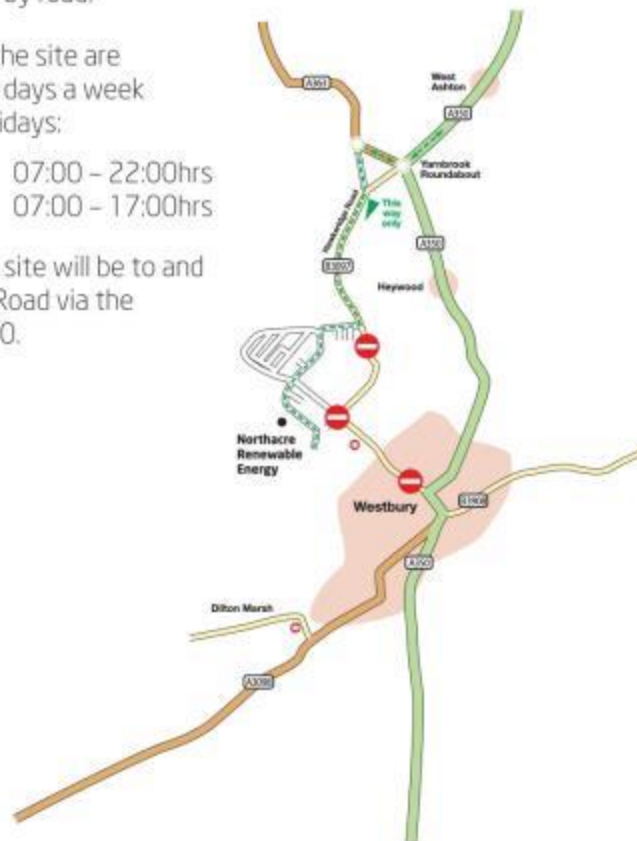 by road.
he site are
days a week
idays:
07:00 – 22:00hrs
07:00 – 17:00hrs
site will be to and
Road via the
0.
A361
West
Ashton
A350
Yarnbrook
Roundabout
This
way
only
B3097
A350
Heywood
Northacre
Renewable
Energy
Westbury
A350
Dilton Marsh
A3098